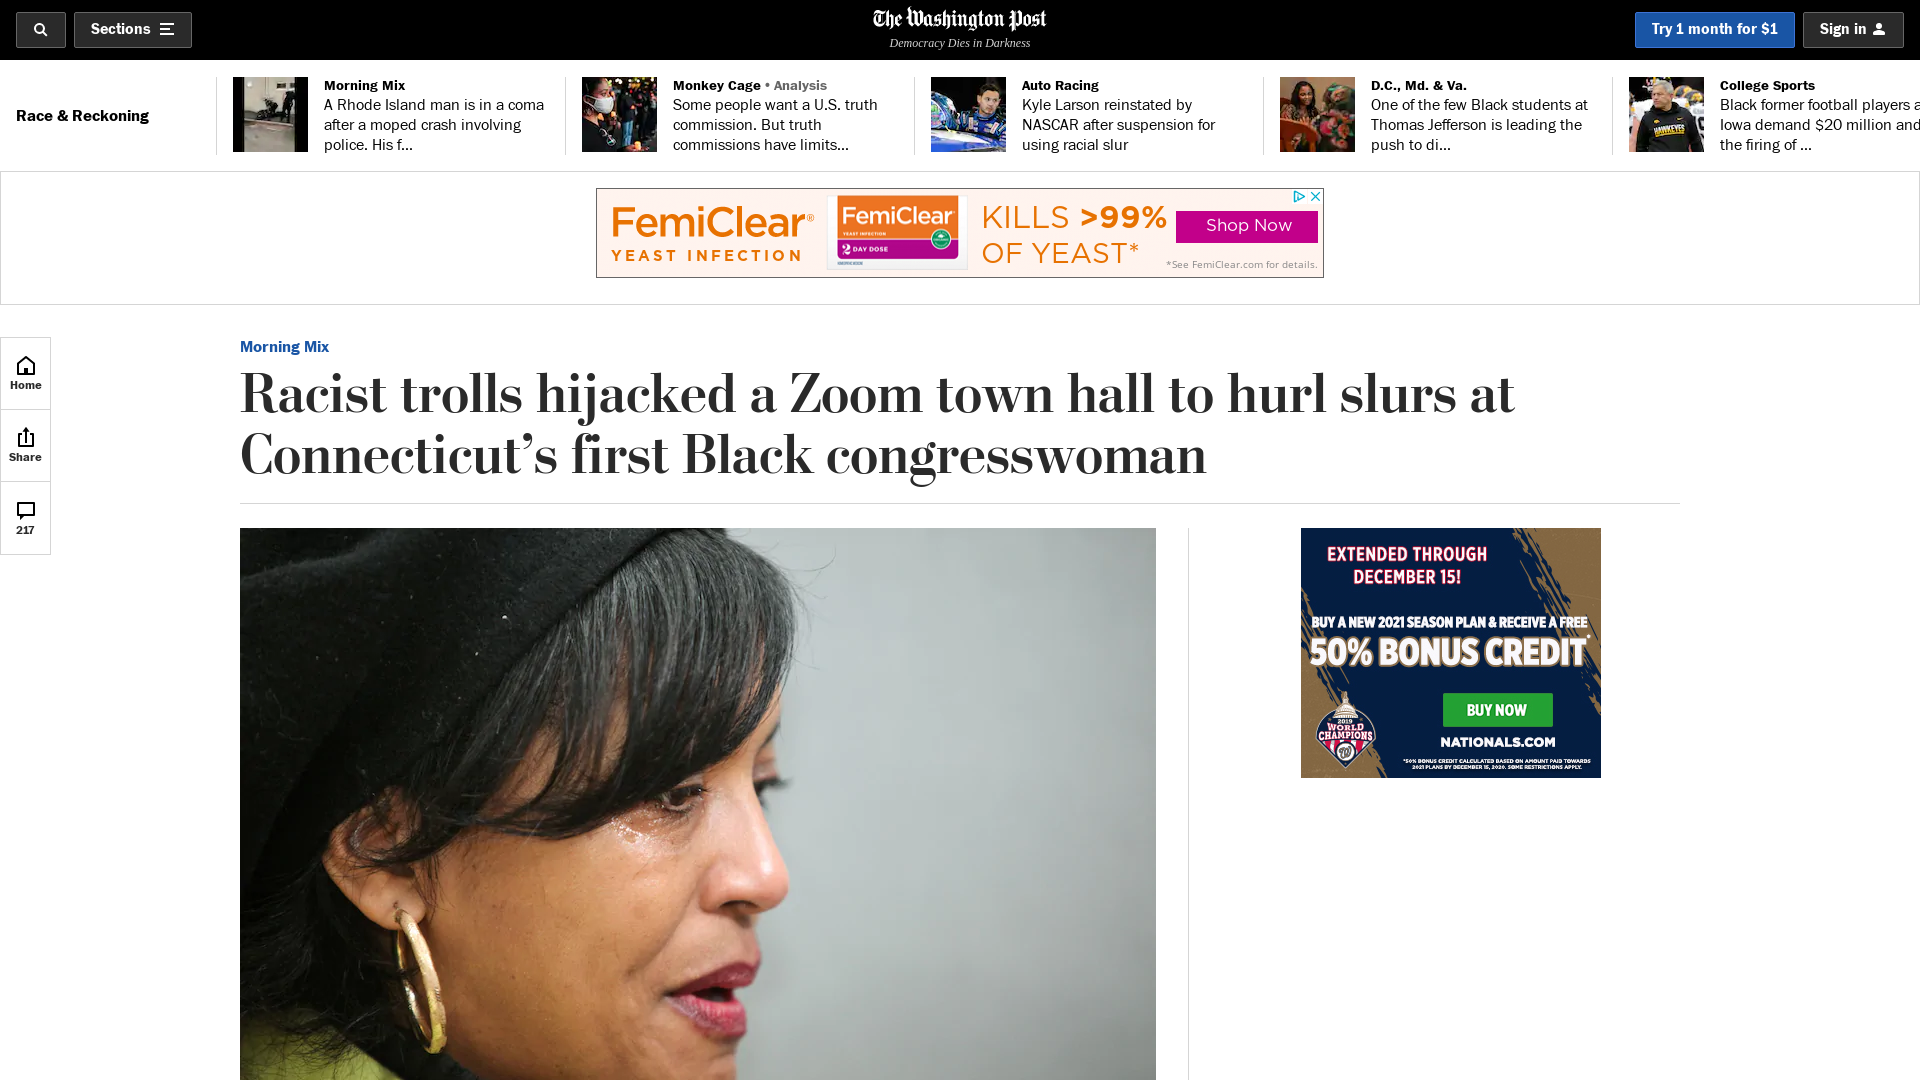 Sections
The Washington Post
Democracy Dies in Darkness
Try 1 month for $1
Sign in
Race & Reckoning
Morning Mix
A Rhode Island man is in a coma
after a moped crash involving
police. His f...
Monkey Cage • Analysis
Some people want a U.S. truth
commission. But truth
commissions have limits...
Auto Racing
Kyle Larson reinstated by
NASCAR after suspension for
using racial slur
D.C., Md. & Va.
One of the few Black students at
Thomas Jefferson is leading the
push to di...
College Sports
Black former football players a
Iowa demand $20 million and
the firing of ...
HAWKEYES
FemiClear®
YEAST INFECTION
FemiClear
YEAST INFECTION
2 DAY DOSE
KILLS >99%
OF YEAST*
Shop Now
*See FemiClear.com for details.
Home
Share
217
Morning Mix
Racist trolls hijacked a Zoom town hall to hurl slurs at
Connecticut’s first Black congresswoman
EXTENDED THROUGH
DECEMBER 15!
BUY A NEW 2021 SEASON PLAN & RECEIVE A FREE
50% BONUS CREDIT*
BUY NOW
NATIONALS.COM
2019
WORLD
CHAMPIONS
W
*50% BONUS CREDIT CALCULATED BASED ON AMOUNT PAID TOWARDS
2021 PLANS BY DECEMBER 15, 2020. SOME RESTRICTIONS APPLY.